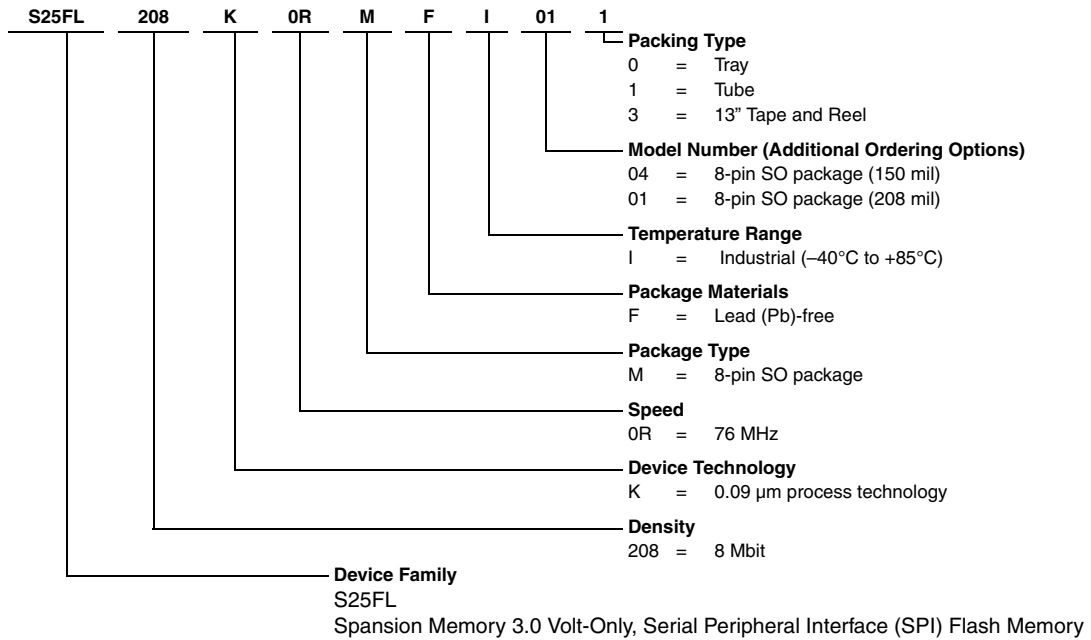 S25FL 208 K 0R M F I 01 1
Packing Type
0 = Tray
1 = Tube
3 = 13” Tape and Reel
Model Number (Additional Ordering Options)
04 = 8-pin SO package (150 mil)
01 = 8-pin SO package (208 mil)
Temperature Range
I = Industrial (–40°C to +85°C)
Package Materials
F = Lead (Pb)-free
Package Type
M = 8-pin SO package
Speed
0R = 76 MHz
Device Technology
K = 0.09 µm process technology
Density
208 = 8 Mbit
Device Family
S25FL
Spansion Memory 3.0 Volt-Only, Serial Peripheral Interface (SPI) Flash Memory